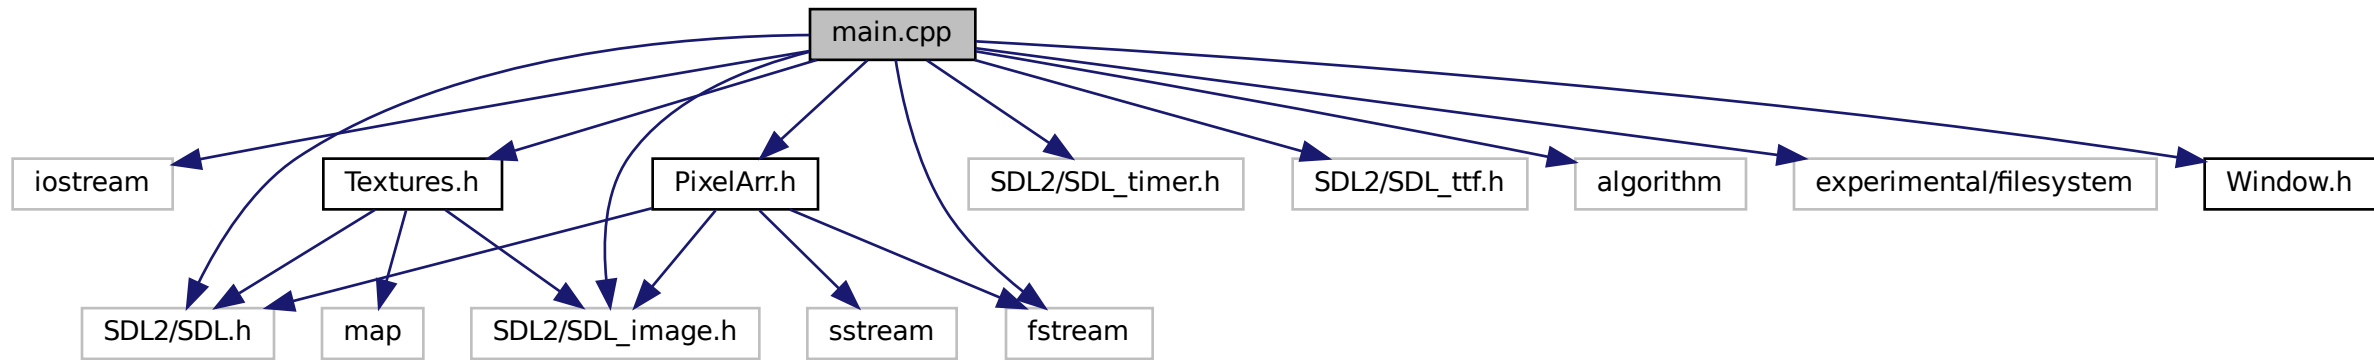 main.cpp
iostream
Textures.h
PixelArr.h
SDL2/SDL_timer.h
SDL2/SDL_ttf.h
algorithm
experimental/filesystem
Window.h
SDL2/SDL.h
map
SDL2/SDL_image.h
sstream
fstream